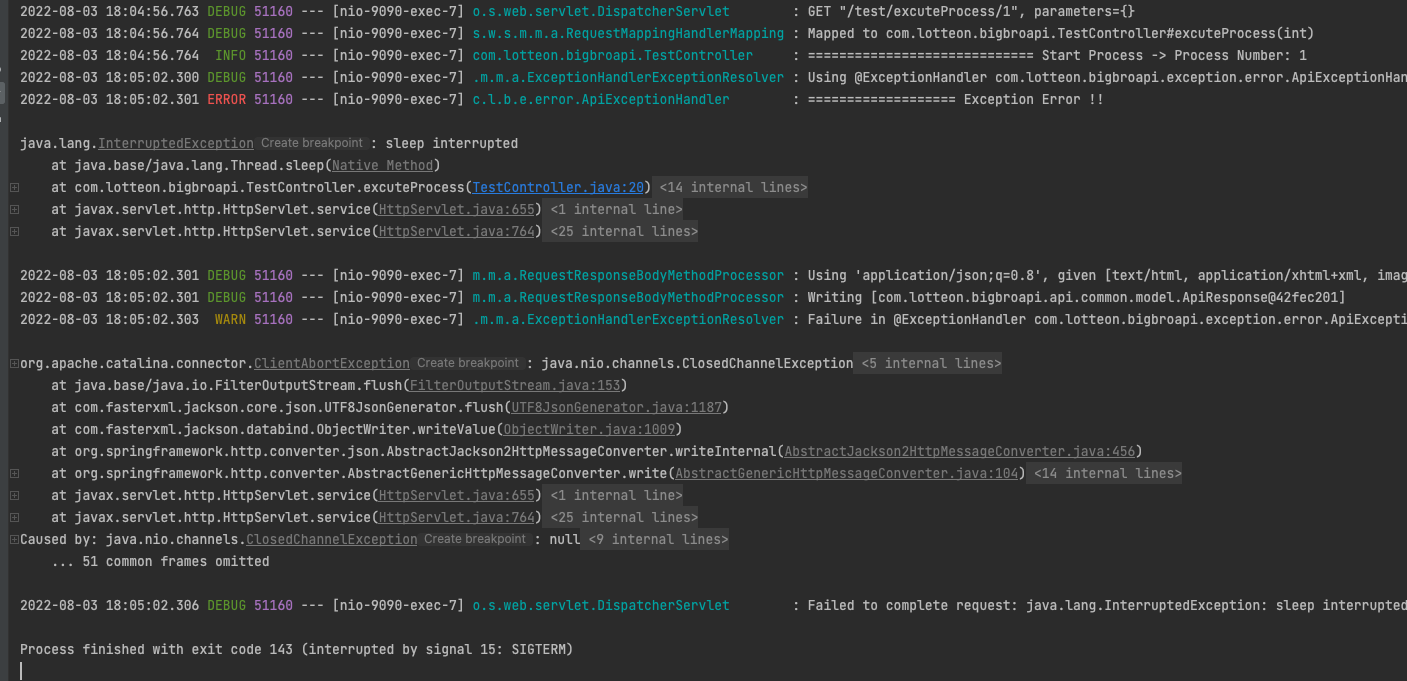 2022-08-03 18:04:56.763 DEBUG 51160 --- [nio-9090-exec-7] o.s.web.servlet.DispatcherServlet        : GET "/test/excuteProcess/1", parameters={}
2022-08-03 18:04:56.764 DEBUG 51160 --- [nio-9090-exec-7] s.w.s.m.m.a.RequestMappingHandlerMapping : Mapped to com.lotteon.bigbroapi.TestController#excuteProcess(int)
2022-08-03 18:04:56.764  INFO 51160 --- [nio-9090-exec-7] com.lotteon.bigbroapi.TestController     : ============================= Start Process -> Process Number: 1
2022-08-03 18:05:02.300 DEBUG 51160 --- [nio-9090-exec-7] .m.m.a.ExceptionHandlerExceptionResolver : Using @ExceptionHandler com.lotteon.bigbroapi.exception.error.ApiExceptionHan
2022-08-03 18:05:02.301 ERROR 51160 --- [nio-9090-exec-7] c.l.b.e.error.ApiExceptionHandler        : =================== Exception Error !!
java.lang.InterruptedException Create breakpoint : sleep interrupted
    at java.base/java.lang.Thread.sleep(Native Method)
    at com.lotteon.bigbroapi.TestController.excuteProcess(TestController.java:20) <14 internal lines>
    at javax.servlet.http.HttpServlet.service(HttpServlet.java:655) <1 internal line>
    at javax.servlet.http.HttpServlet.service(HttpServlet.java:764) <25 internal lines>
2022-08-03 18:05:02.301 DEBUG 51160 --- [nio-9090-exec-7] m.m.a.RequestResponseBodyMethodProcessor : Using 'application/json;q=0.8', given [text/html, application/xhtml+xml, imag
2022-08-03 18:05:02.301 DEBUG 51160 --- [nio-9090-exec-7] m.m.a.RequestResponseBodyMethodProcessor : Writing [com.lotteon.bigbroapi.api.common.model.ApiResponse@42fec201]
2022-08-03 18:05:02.303  WARN 51160 --- [nio-9090-exec-7] .m.m.a.ExceptionHandlerExceptionResolver : Failure in @ExceptionHandler com.lotteon.bigbroapi.exception.error.ApiExcepti
org.apache.catalina.connector.ClientAbortException Create breakpoint : java.nio.channels.ClosedChannelException <5 internal lines>
    at java.base/java.io.FilterOutputStream.flush(FilterOutputStream.java:153)
    at com.fasterxml.jackson.core.json.UTF8JsonGenerator.flush(UTF8JsonGenerator.java:1187)
    at com.fasterxml.jackson.databind.ObjectWriter.writeValue(ObjectWriter.java:1009)
    at org.springframework.http.converter.json.AbstractJackson2HttpMessageConverter.writeInternal(AbstractJackson2HttpMessageConverter.java:456)
    at org.springframework.http.converter.AbstractGenericHttpMessageConverter.write(AbstractGenericHttpMessageConverter.java:104) <14 internal lines>
    at javax.servlet.http.HttpServlet.service(HttpServlet.java:655) <1 internal line>
    at javax.servlet.http.HttpServlet.service(HttpServlet.java:764) <25 internal lines>
Caused by: java.nio.channels.ClosedChannelException Create breakpoint : null <9 internal lines>
    ... 51 common frames omitted
2022-08-03 18:05:02.306 DEBUG 51160 --- [nio-9090-exec-7] o.s.web.servlet.DispatcherServlet        : Failed to complete request: java.lang.InterruptedException: sleep interrupted
Process finished with exit code 143 (interrupted by signal 15: SIGTERM)